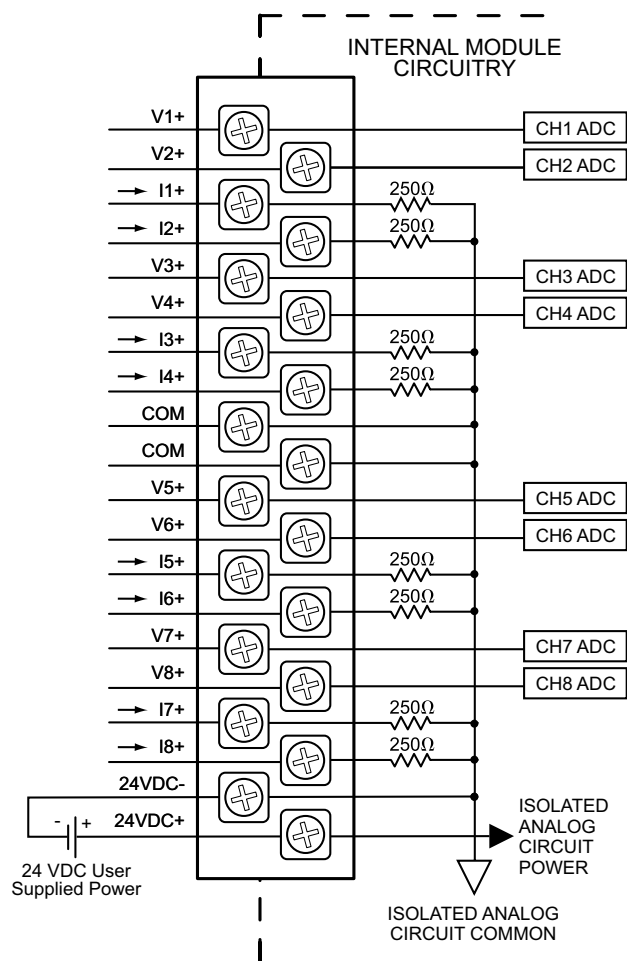 INTERNAL MODULE
CIRCUITRY
V1+
CH1 ADC
V2+
CH2 ADC
→ I1+
250Ω
→ I2+
250Ω
V3+
CH3 ADC
V4+
CH4 ADC
→ I3+
250Ω
→ I4+
250Ω
COM
COM
V5+
CH5 ADC
V6+
CH6 ADC
→ I5+
250Ω
→ I6+
250Ω
V7+
CH7 ADC
V8+
CH8 ADC
→ I7+
250Ω
→ I8+
250Ω
24VDC-
- + 24VDC+
24 VDC User
Supplied Power
ISOLATED
ANALOG
CIRCUIT
POWER
ISOLATED ANALOG
CIRCUIT COMMON